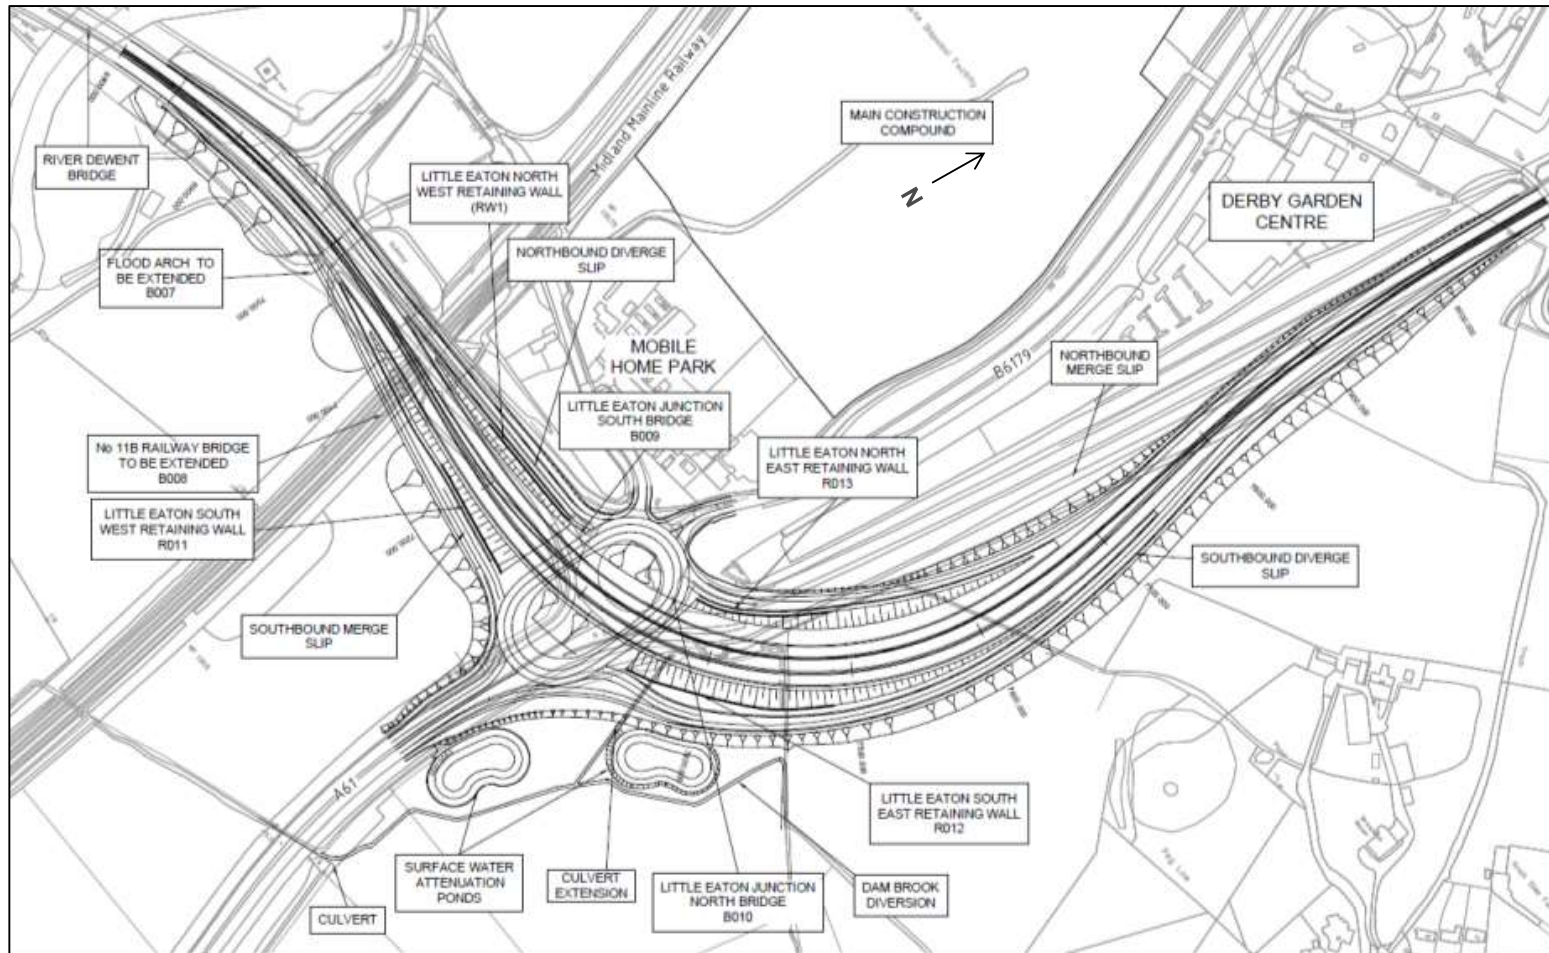 Midland Mainline Railway
MAIN CONSTRUCTION
COMPOUND
N
RIVER DEWENT
BRIDGE
LITTLE EATON NORTH
WEST RETAINING WALL
(RW1)
DERBY GARDEN
CENTRE
NORTHBOUND DIVERGE
SLIP
FLOOD ARCH TO
BE EXTENDED
B007
MOBILE
HOME PARK
B6179
NORTHBOUND
MERGE SLIP
LITTLE EATON JUNCTION
SOUTH BRIDGE
B009
No 11B RAILWAY BRIDGE
TO BE EXTENDED
B008
LITTLE EATON NORTH
EAST RETAINING WALL
R013
LITTLE EATON SOUTH
WEST RETAINING WALL
R011
SOUTHBOUND DIVERGE
SLIP
SOUTHBOUND MERGE
SLIP
A61
LITTLE EATON SOUTH
EAST RETAINING WALL
R012
SURFACE WATER
ATTENUATION
PONDS
CULVERT
EXTENSION
LITTLE EATON JUNCTION
NORTH BRIDGE
B010
DAM BROOK
DIVERSION
CULVERT